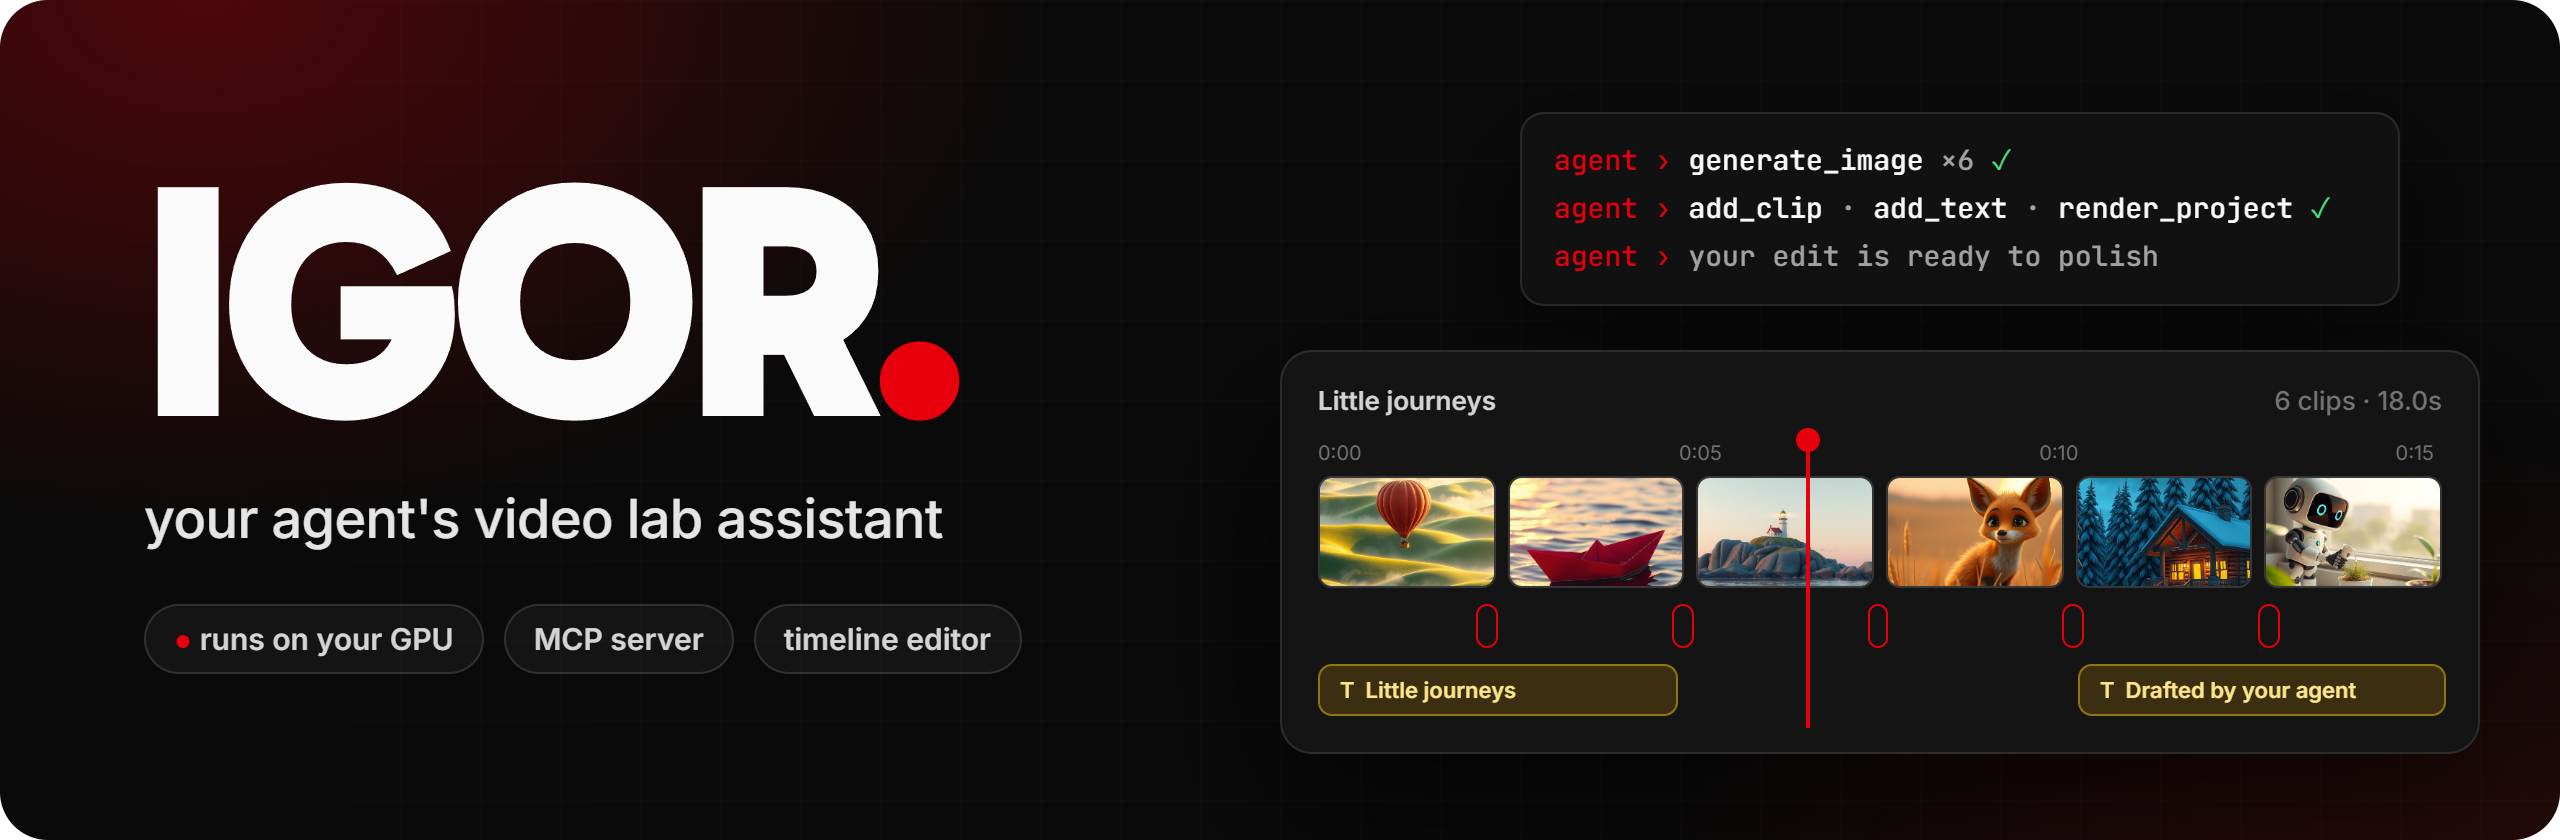 IGOR.
your agent's video lab assistant
runs on your GPU
MCP server
timeline editor
agent › generate_image ×6 ✓
agent › add_clip · add_text · render_project ✓
agent › your edit is ready to polish
Little journeys
6 clips · 18.0s
0:00 0:05 0:10 0:15
T Little journeys
T Drafted by your agent